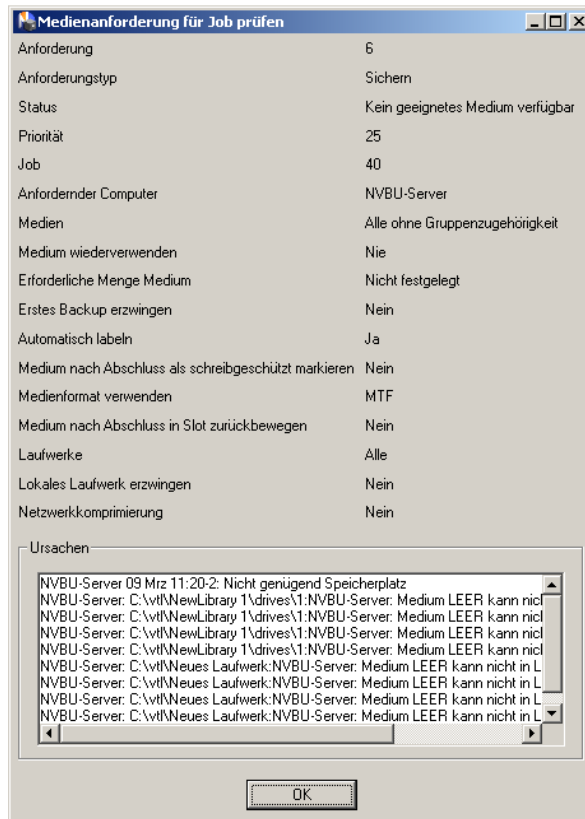 Medienanforderung für Job prüfen
Anforderung 6
Anforderungstyp Sichern
Status Kein geeignetes Medium verfügbar
Priorität 25
Job 40
Anfordernder Computer NVBU-Server
Medien Alle ohne Gruppenzugehörigkeit
Medium wiederverwenden Nie
Erforderliche Menge Medium Nicht festgelegt
Erstes Backup erzwingen Nein
Automatisch labeln Ja
Medium nach Abschluss als schreibgeschützt markieren Nein
Medienformat verwenden MTF
Medium nach Abschluss in Slot zurückbewegen Nein
Laufwerke Alle
Lokales Laufwerk erzwingen Nein
Netzwerkkomprimierung Nein
Ursachen
NVBU-Server 09 Mrz 11:20-2: Nicht genügend Speicherplatz
NVBU-Server: C:\vtl\NewLibrary 1\drives\1:NVBU-Server: Medium LEER kann nicl
NVBU-Server: C:\vtl\NewLibrary 1\drives\1:NVBU-Server: Medium LEER kann nicl
NVBU-Server: C:\vtl\NewLibrary 1\drives\1:NVBU-Server: Medium LEER kann nicl
NVBU-Server: C:\vtl\NewLibrary 1\drives\1:NVBU-Server: Medium LEER kann nicl
NVBU-Server: C:\vtl\Neues Laufwerk:NVBU-Server: Medium LEER kann nicht in L
NVBU-Server: C:\vtl\Neues Laufwerk:NVBU-Server: Medium LEER kann nicht in L
NVBU-Server: C:\vtl\Neues Laufwerk:NVBU-Server: Medium LEER kann nicht in L
NVBU-Server: C:\vtl\Neues Laufwerk:NVBU-Server: Medium LEER kann nicht in L
OK